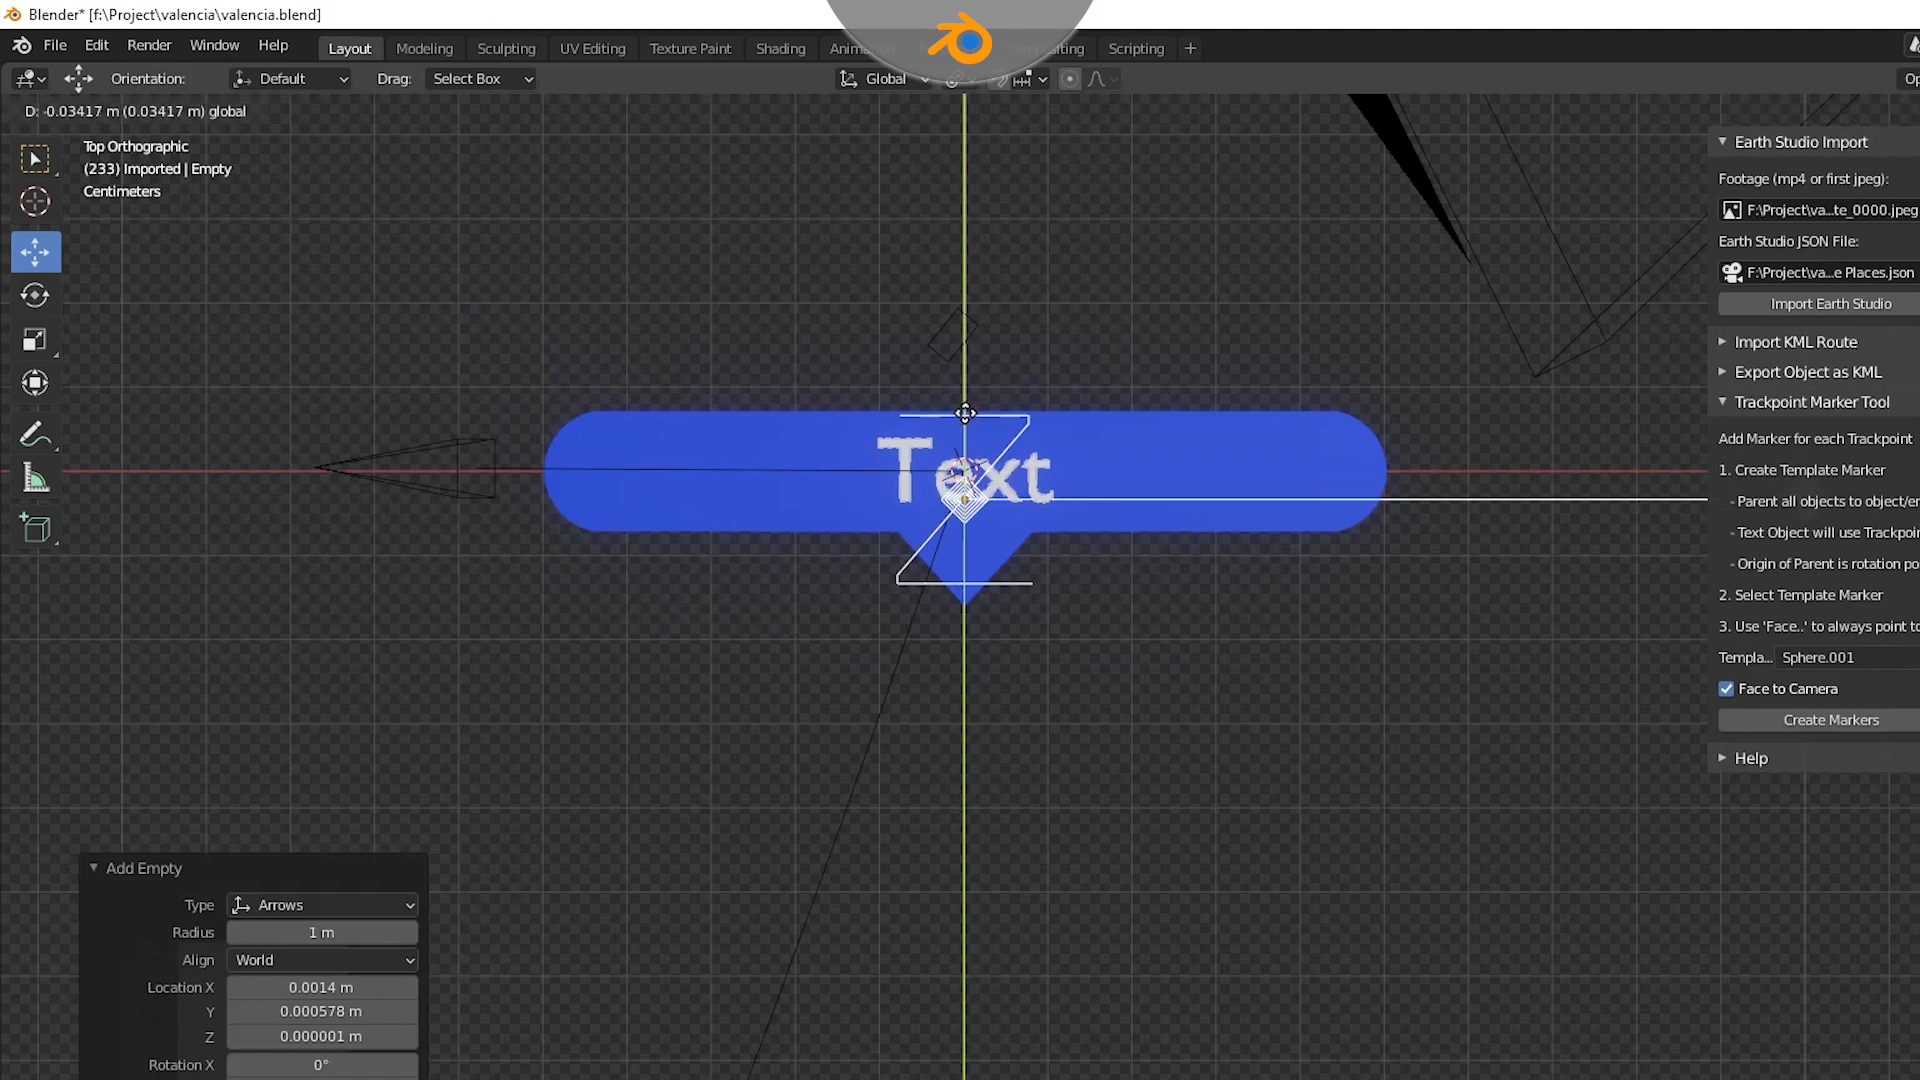 Blender* [f:\Project\valencia\valencia.blend]
File Edit Render Window Help Layout Modeling Sculpting UV Editing Texture Paint Shading Scripting +
Orientation: Default Drag: Select Box Global
D: -0.03417 m (0.03417 m) global
Top Orthographic
(233) Imported | Empty
Centimeters
Text
Z
Earth Studio Import
Footage (mp4 or first jpeg):
F:\Project\va...te_0000.jpeg
Earth Studio JSON File:
F:\Project\va...e Places.json
Import Earth Studio
Import KML Route
Export Object as KML
Trackpoint Marker Tool
Add Marker for each Trackpoint
1. Create Template Marker
- Parent all objects to object/er
- Text Object will use Trackpoin
- Origin of Parent is rotation po
2. Select Template Marker
3. Use 'Face..' to always point to
Templa... Sphere.001
Face to Camera
Create Markers
Help
Add Empty
Type Arrows
Radius 1 m
Align World
Location X 0.0014 m
Y 0.000578 m
Z 0.000001 m
Rotation X 0°